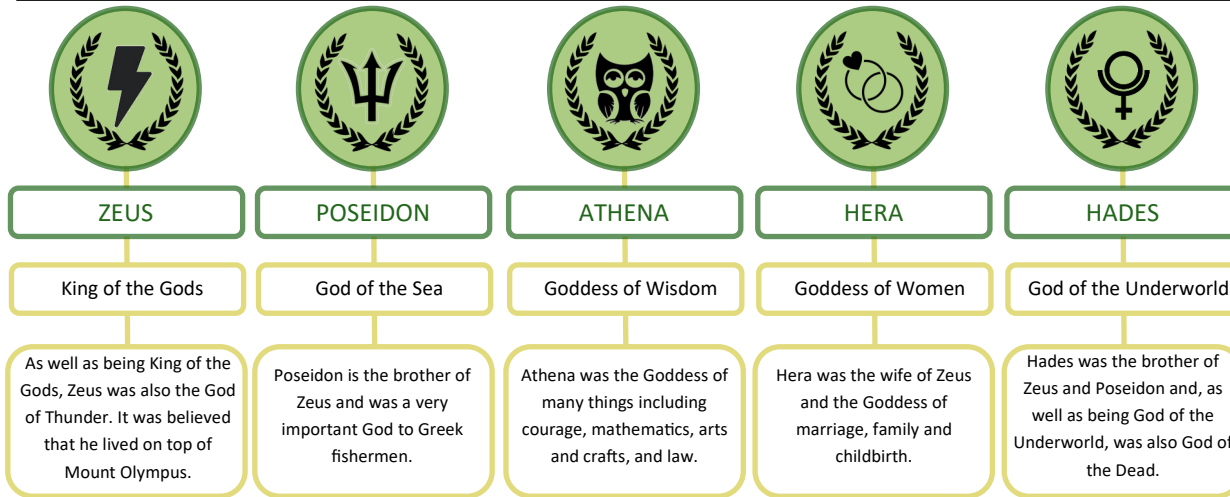 ZEUS
King of the Gods
As well as being King of the
Gods, Zeus was also the God
of Thunder. It was believed
that he lived on top of
Mount Olympus.
POSEIDON
God of the Sea
Poseidon is the brother of
Zeus and was a very
important God to Greek
fishermen.
ATHENA
Goddess of Wisdom
Athena was the Goddess of
many things including
courage, mathematics, arts
and crafts, and law.
HERA
Goddess of Women
Hera was the wife of Zeus
and the Goddess of
marriage, family and
childbirth.
HADES
God of the Underworld
Hades was the brother of
Zeus and Poseidon and, as
well as being God of the
Underworld, was also God of
the Dead.